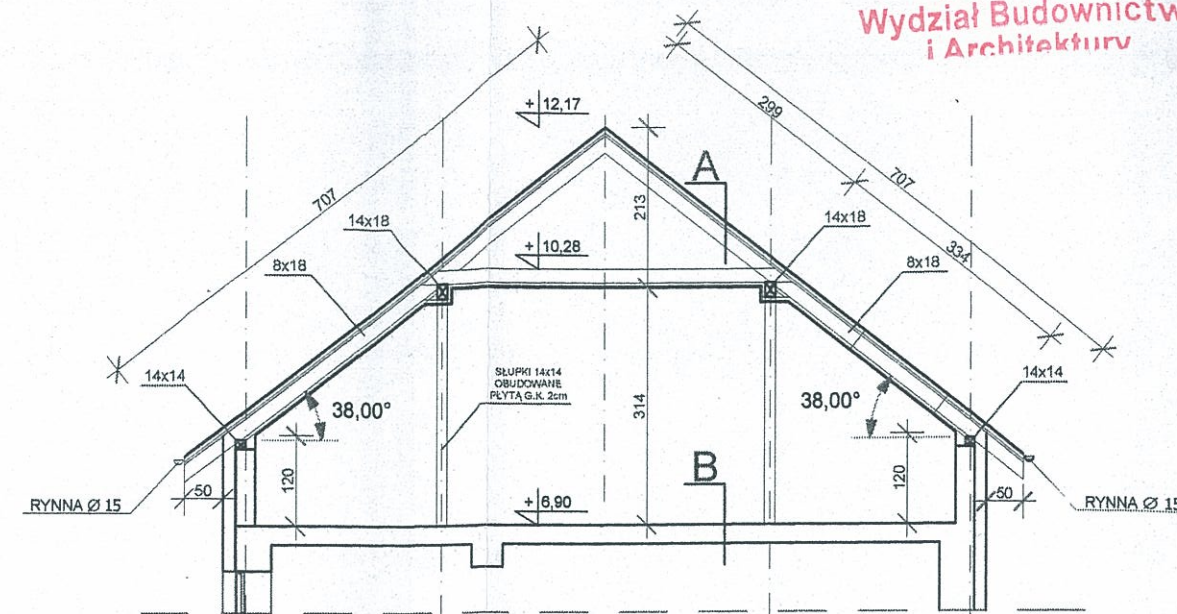 Wydział Budownictw
i Architektury
+ 12,17
299
707
707
A
213
14x18
14x18
+ 10,28
334
8x18
8x18
14x14
SŁUPKI 14x14
OBUDOWANE
PŁYTĄ G.K. 2cm
14x14
38,00°
314
38,00°
120
B
120
50
RYNNA Ø 15
+ 6,90
50
RYNNA Ø 15